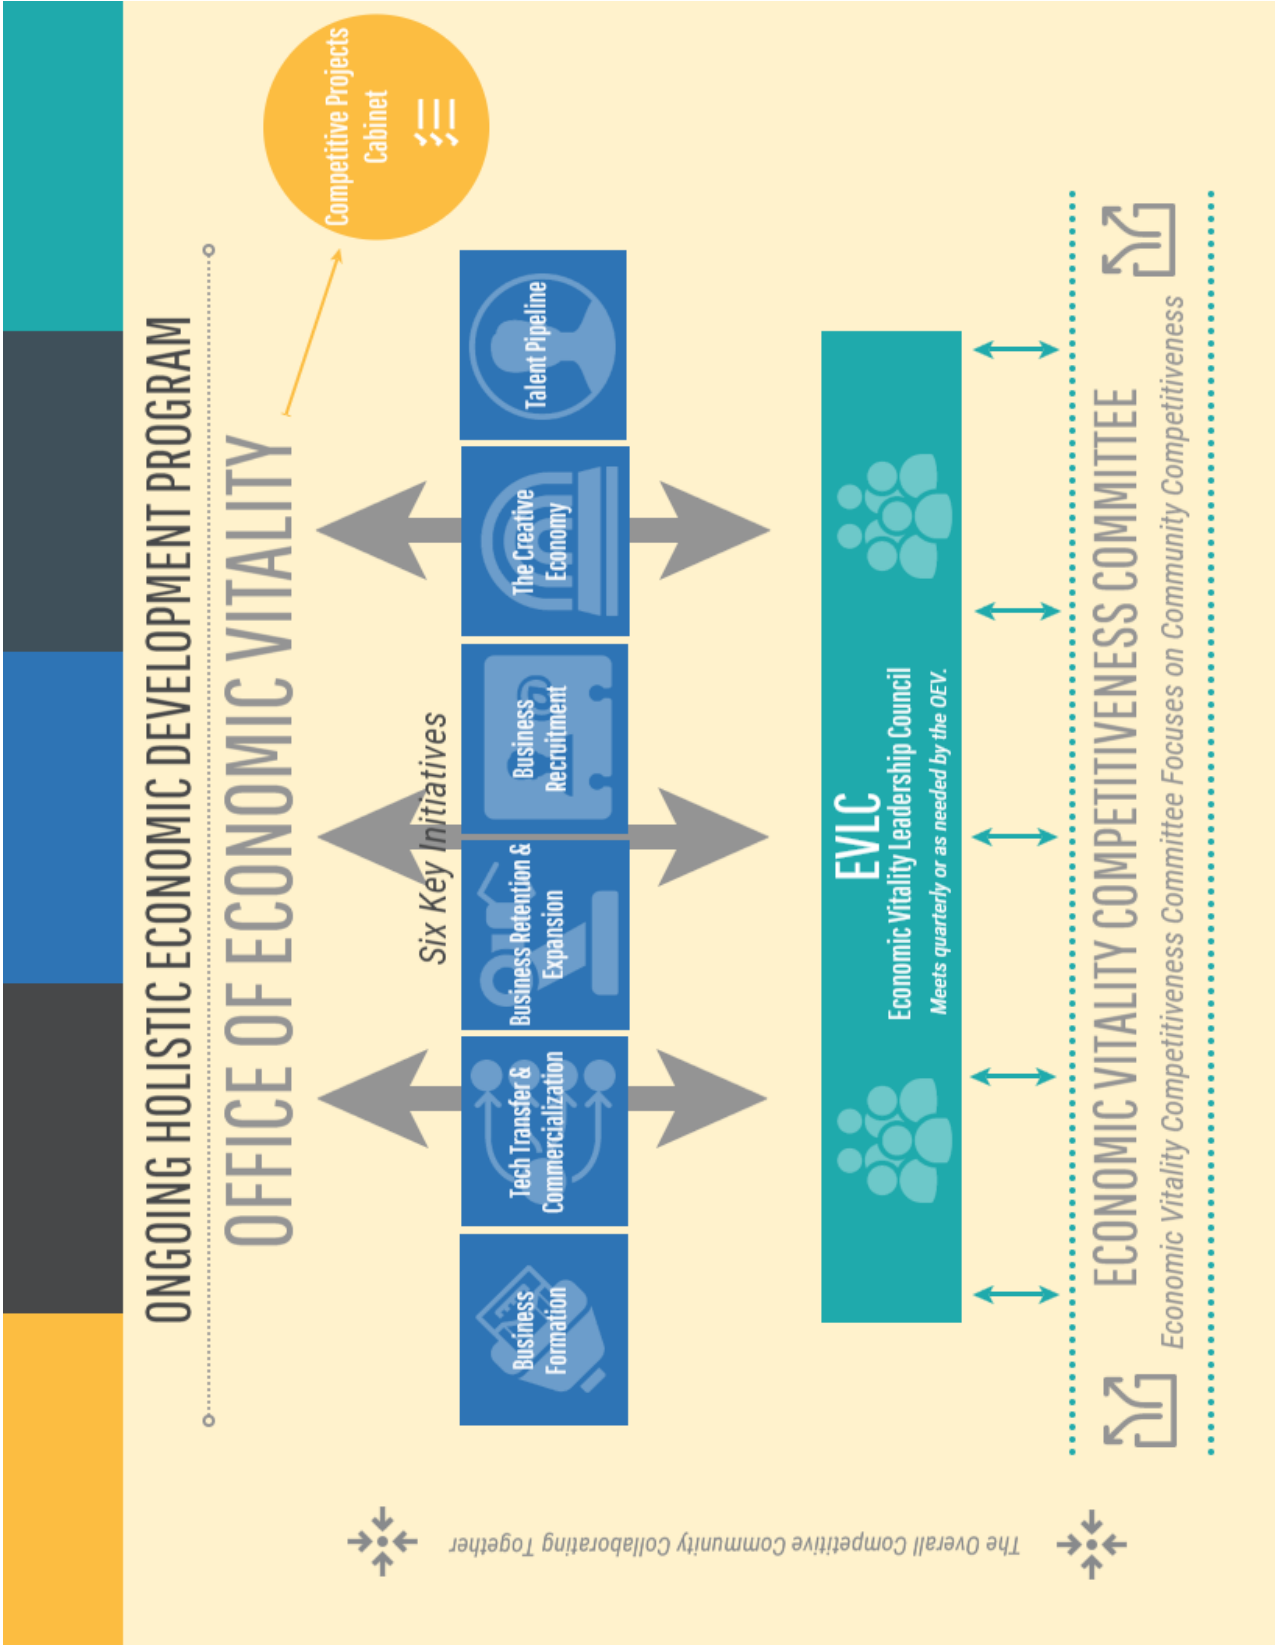 ONGOING HOLISTIC ECONOMIC DEVELOPMENT PROGRAM
OFFICE OF ECONOMIC VITALITY
Competitive Projects
Cabinet
Six Key Initiatives
Business
Formation
Tech Transfer &
Commercialization
Business Retention &
Expansion
Business
Recruitment
The Creative
Economy
Talent Pipeline
EVLC
Economic Vitality Leadership Council
Meets quarterly or as needed by the OEV.
ECONOMIC VITALITY COMPETITIVENESS COMMITTEE
Economic Vitality Competitiveness Committee Focuses on Community Competitiveness
The Overall Competitive Community Collaborating Together